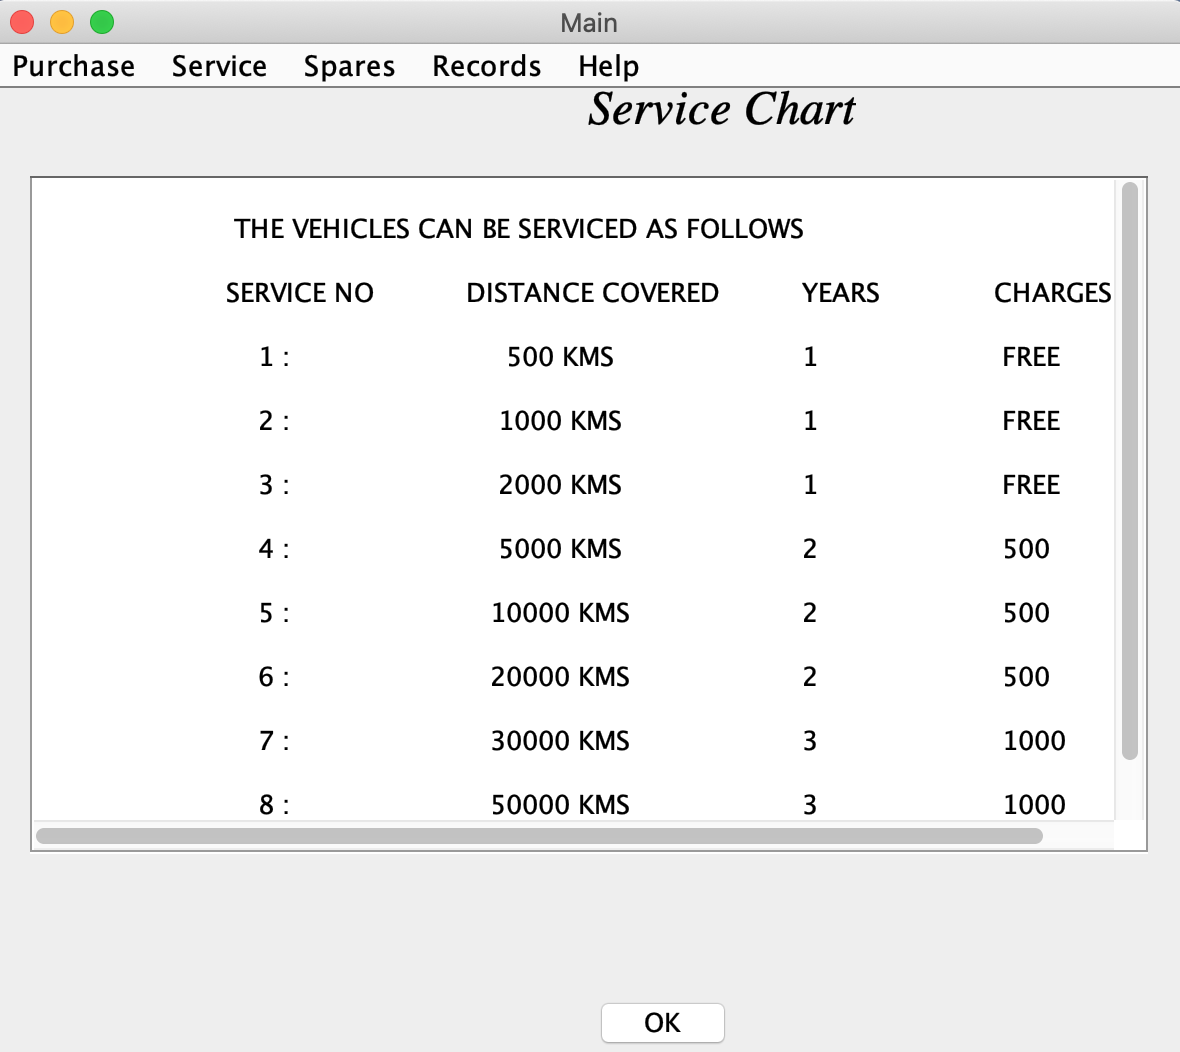 Main
Purchase Service Spares Records Help
Service Chart
THE VEHICLES CAN BE SERVICED AS FOLLOWS
SERVICE NO DISTANCE COVERED YEARS CHARGES
1 : 500 KMS 1 FREE
2 : 1000 KMS 1 FREE
3 : 2000 KMS 1 FREE
4 : 5000 KMS 2 500
5 : 10000 KMS 2 500
6 : 20000 KMS 2 500
7 : 30000 KMS 3 1000
8 : 50000 KMS 3 1000
OK